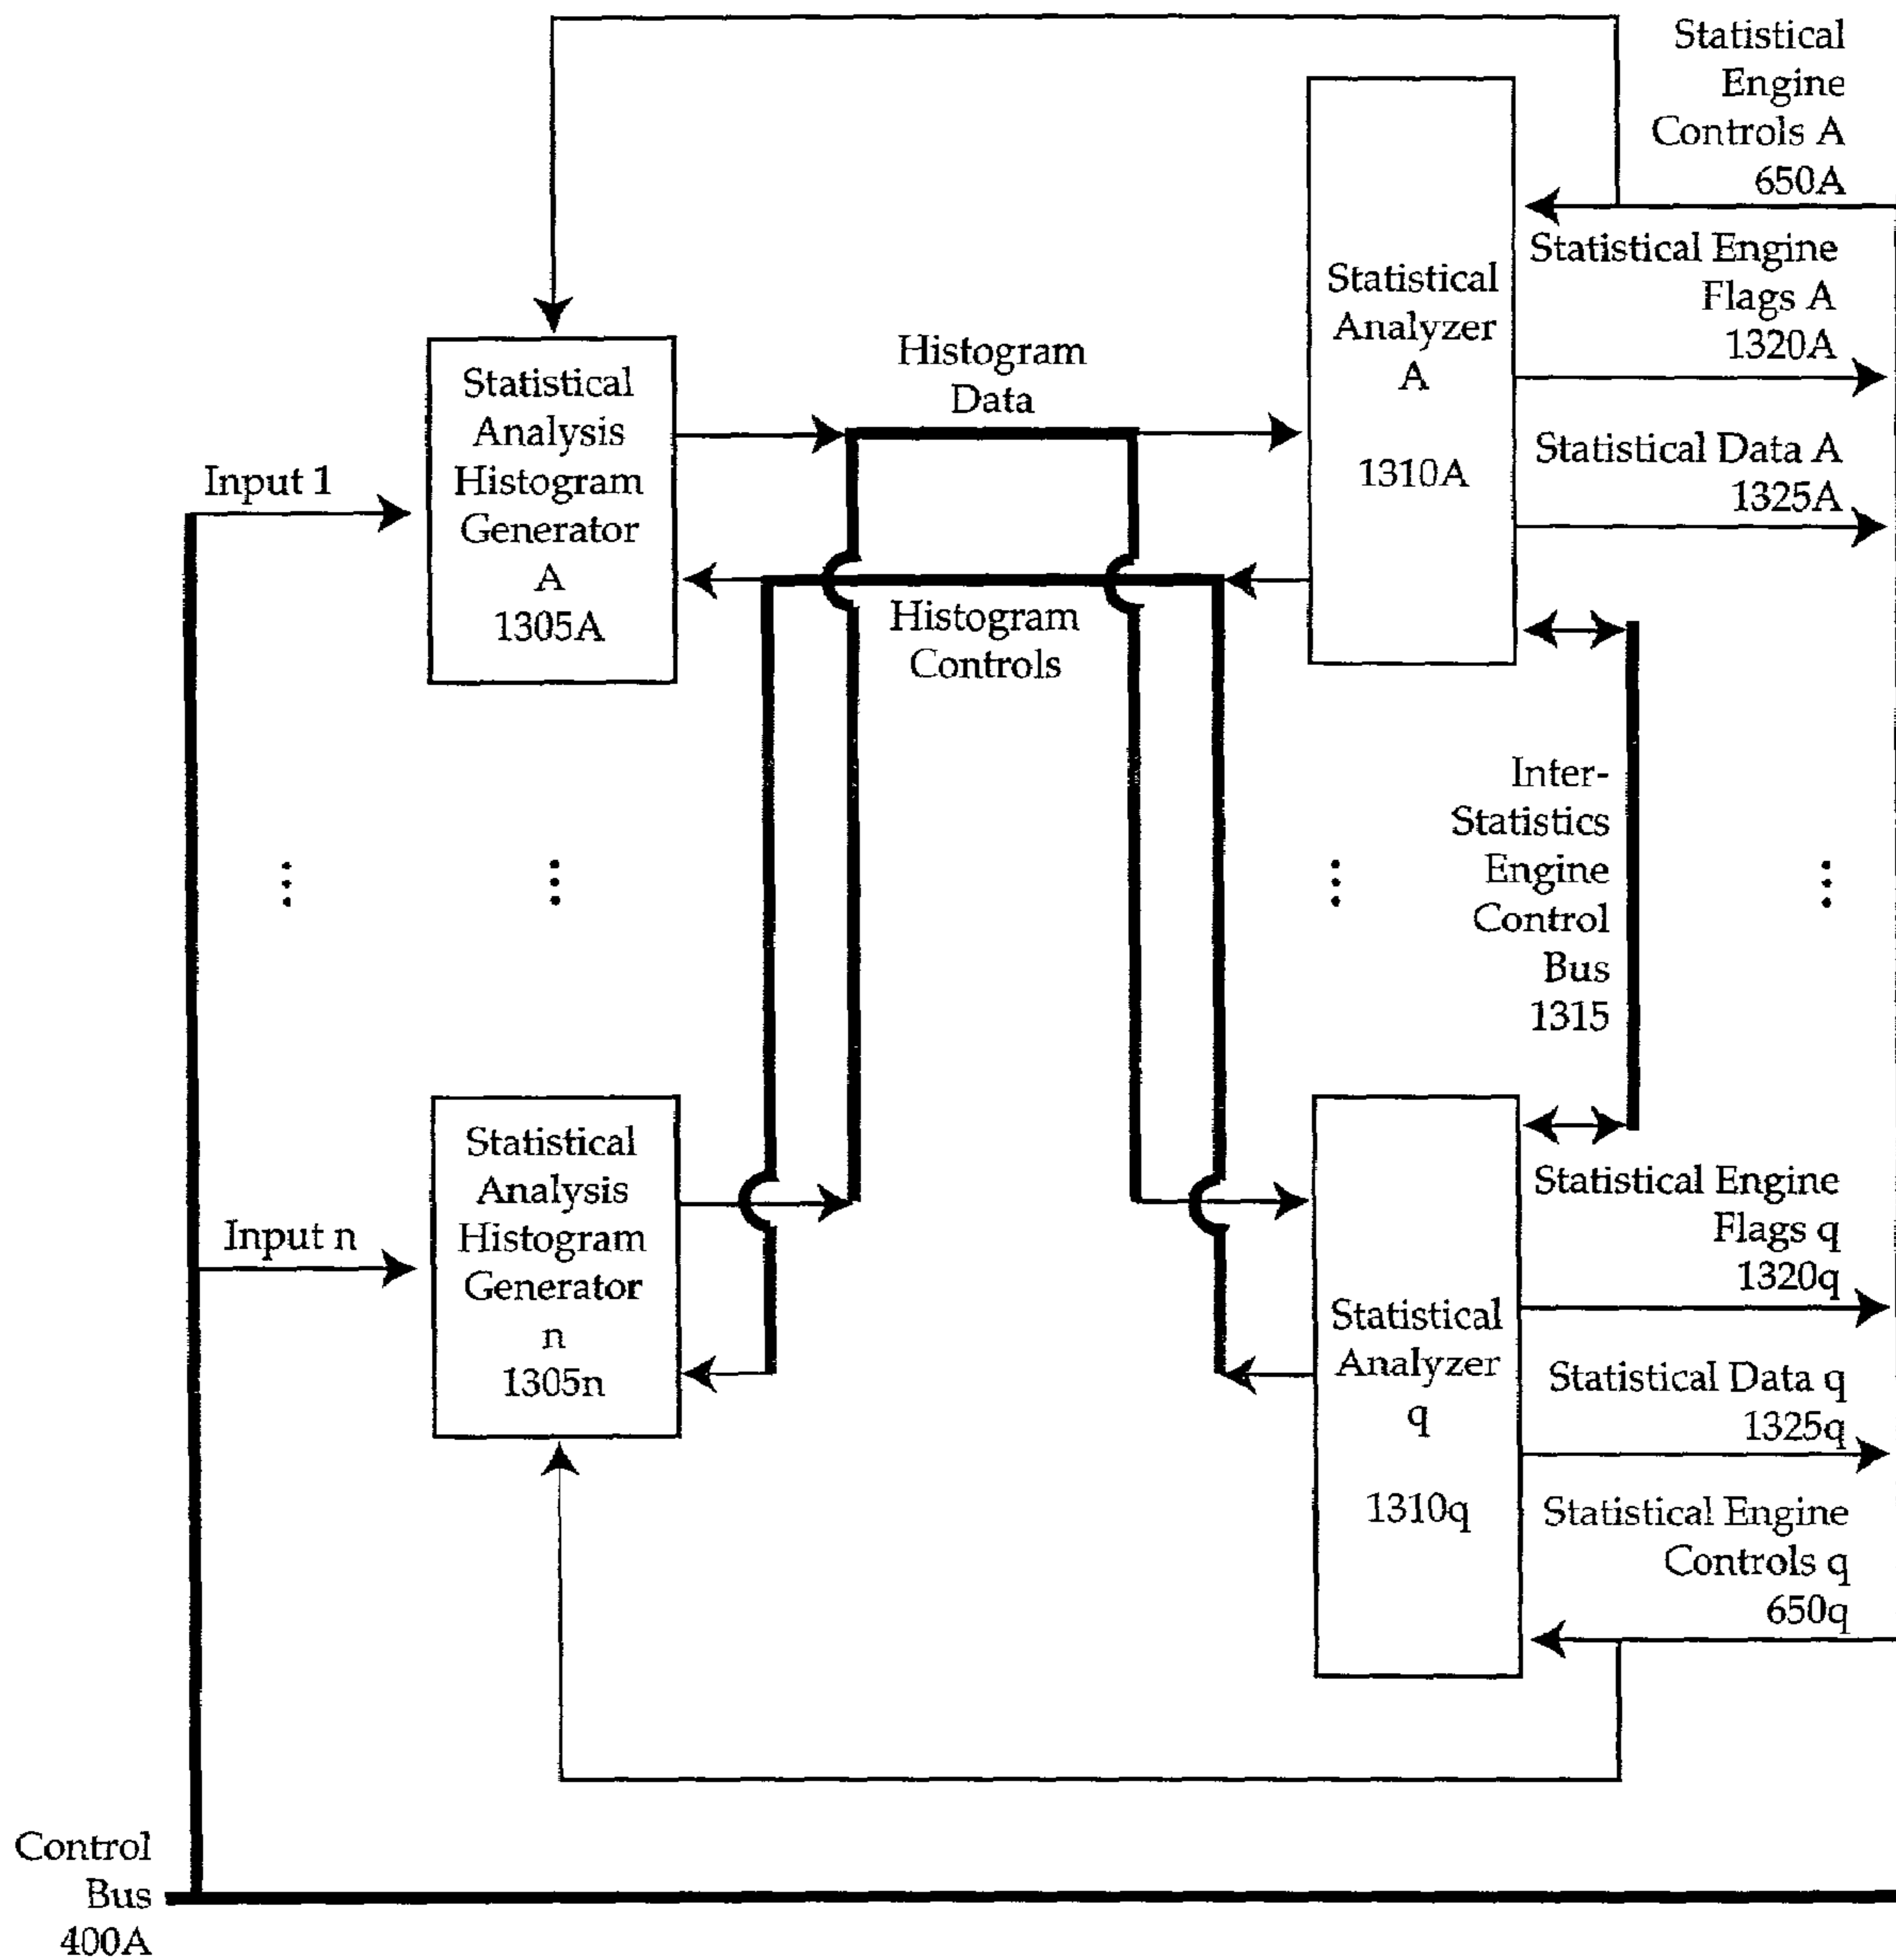 Statistical
Engine
Controls A
650A
Statistical Engine
Flags A
1320A
Statistical
Analyzer
A
1310A
Histogram
Data
Statistical
Analysis
Histogram
Generator
A
1305A
Statistical Data A
1325A
Input 1
Histogram
Controls
Inter-
Statistics
Engine
Control
Bus
1315
Statistical
Analysis
Histogram
Generator
n
1305n
Statistical Engine
Flags q
1320q
Input n
Statistical
Analyzer
q
1310q
Statistical Data q
1325q
Statistical Engine
Controls q
650q
Control
Bus
400A